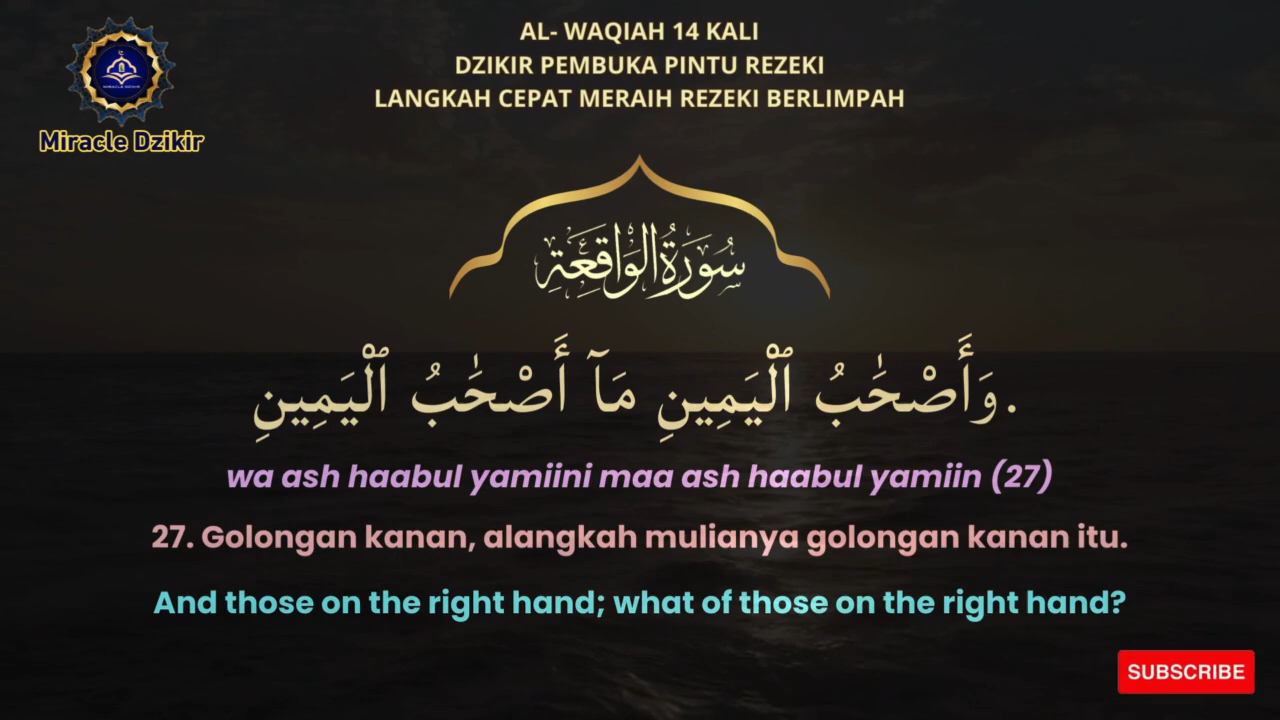 AL- WAQIAH 14 KALI
DZIKIR PEMBUKA PINTU REZEKI
LANGKAH CEPAT MERAIH REZEKI BERLIMPAH
Miracle Dzikir
سُورَةُ الوَاقِعَةِ
وَأَصْحَٰبُ ٱلْيَمِينِ مَآ أَصْحَٰبُ ٱلْيَمِينِ.
wa ash haabul yamiini maa ash haabul yamiin (27)
27. Golongan kanan, alangkah mulianya golongan kanan itu.
And those on the right hand; what of those on the right hand?
SUBSCRIBE